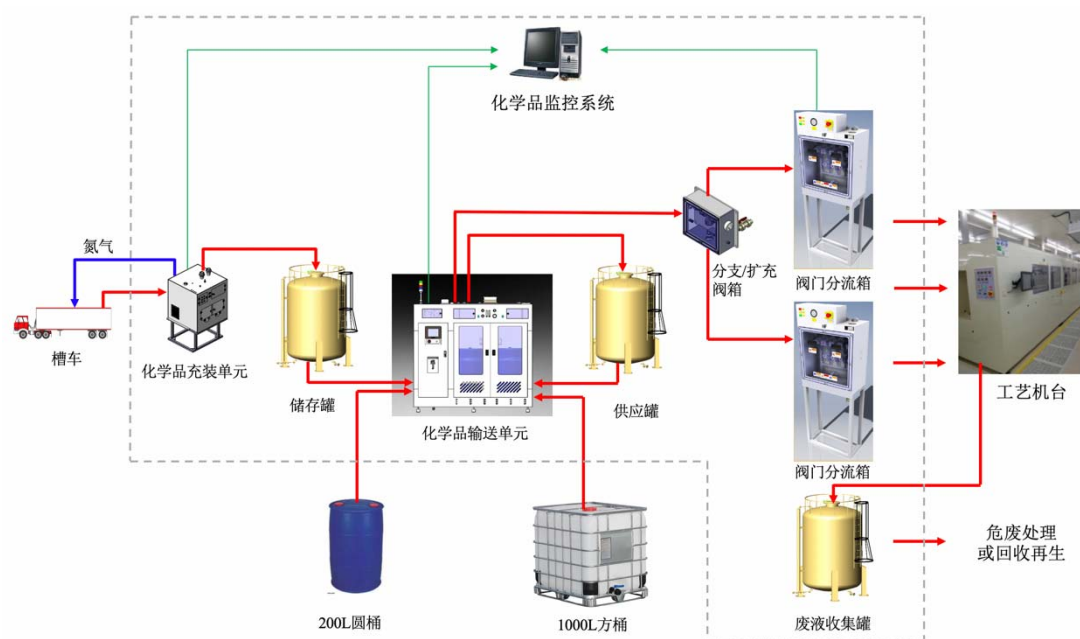 化学品监控系统
氮气
槽车
化学品充装单元
储存罐
化学品输送单元
供应罐
分支/扩充
阀箱
阀门分流箱
阀门分流箱
工艺机台
200L圆桶
1000L方桶
废液收集罐
危废处理
或回收再生